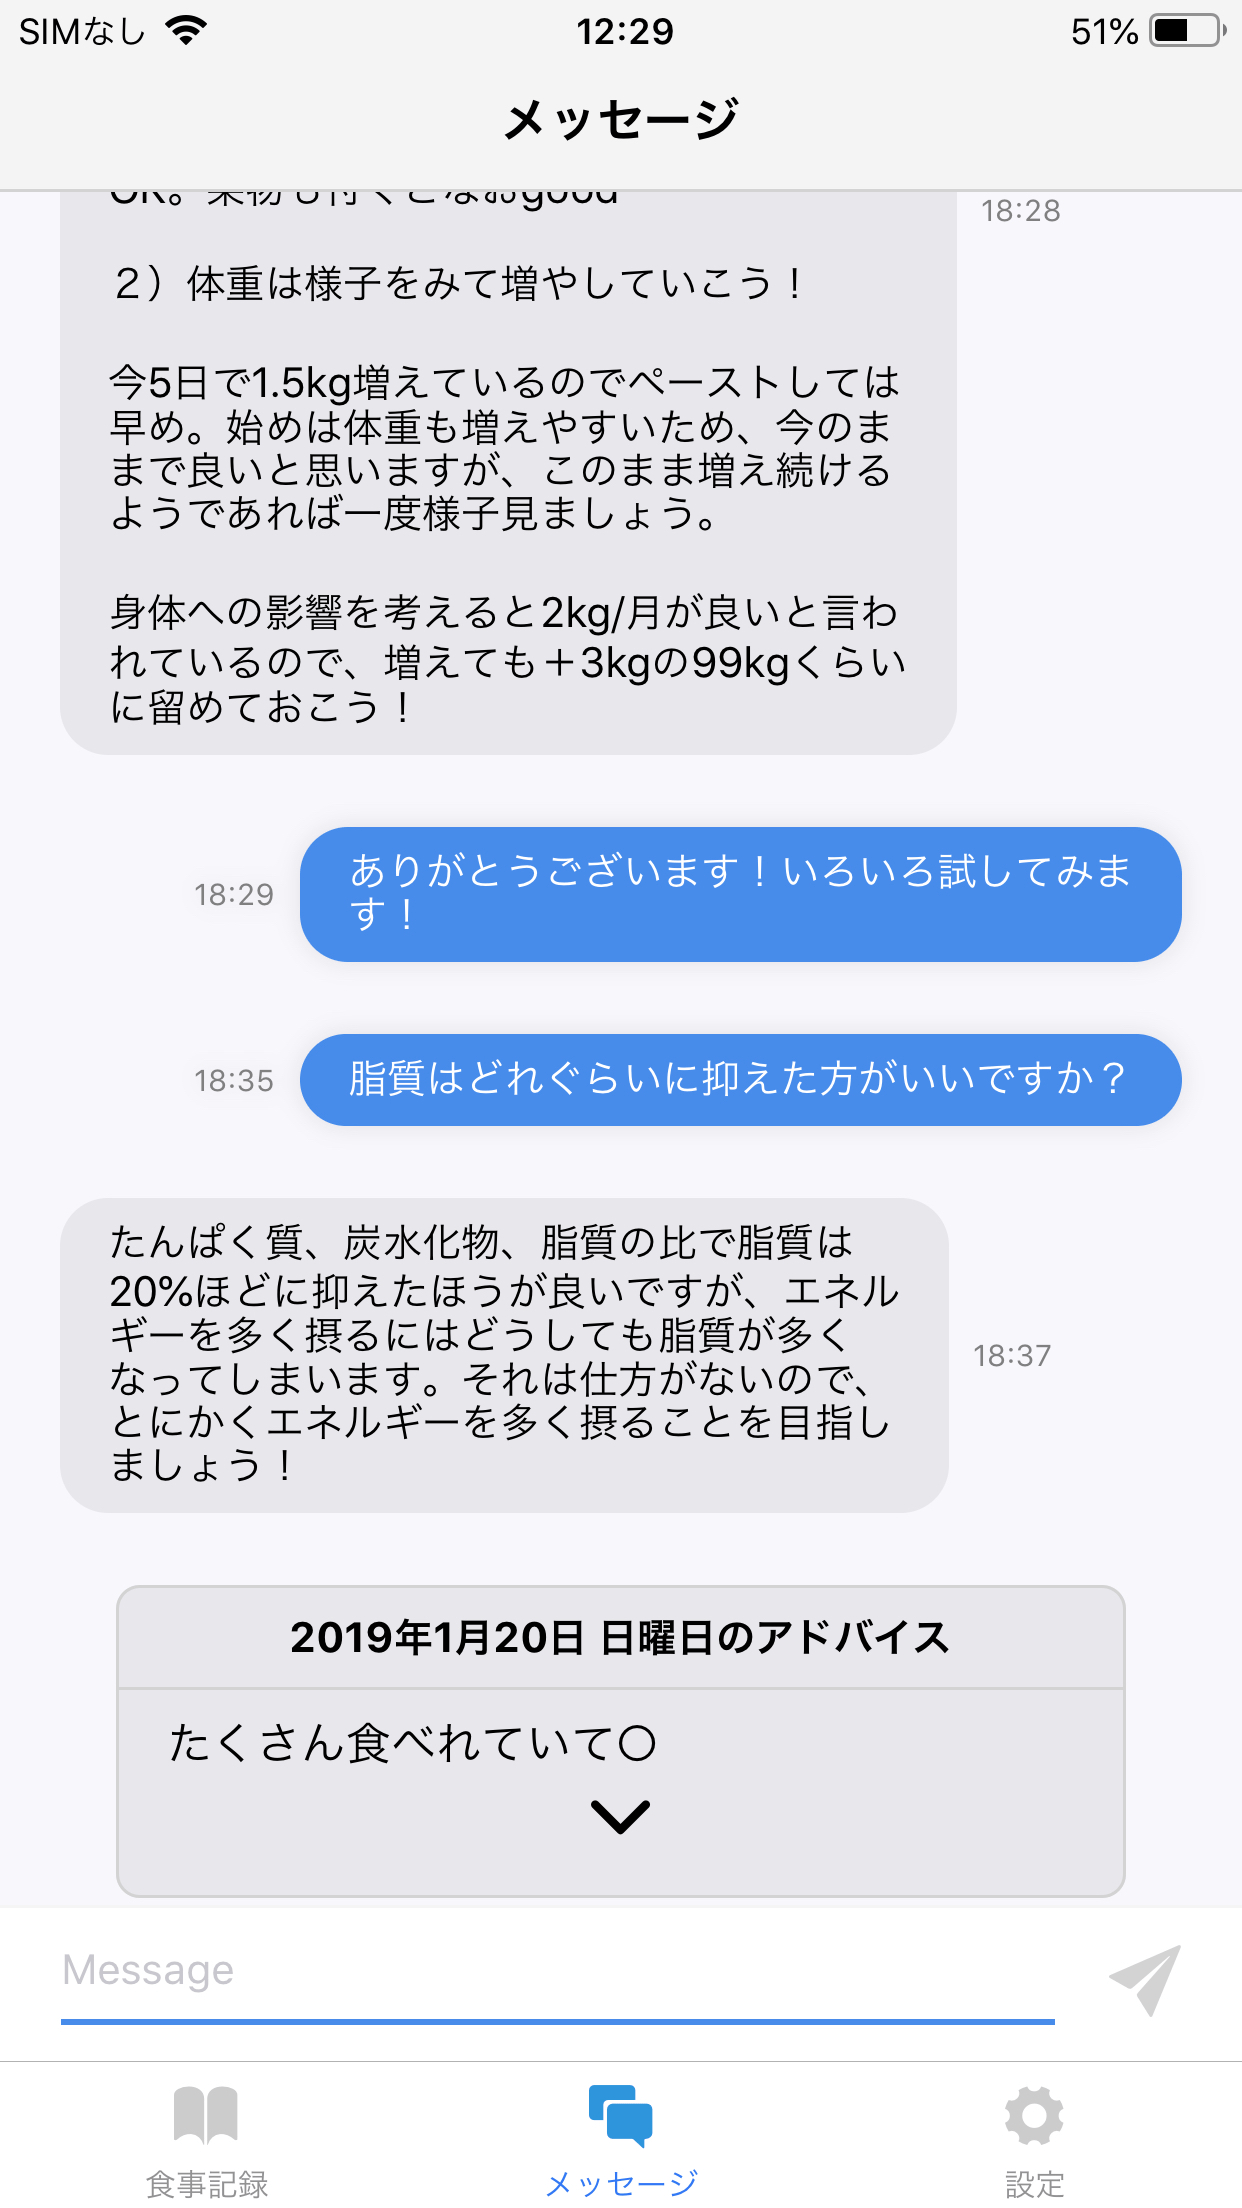 SIMなし 12:29 51%
メッセージ
OK。果物も付くとなおgood
18:28
2）体重は様子をみて増やしていこう！
今5日で1.5kg増えているのでペーストしては
早め。始めは体重も増えやすいため、今のま
まで良いと思いますが、このまま増え続ける
ようであれば一度様子見ましょう。
身体への影響を考えると2kg/月が良いと言わ
れているので、増えても＋3kgの99kgくらい
に留めておこう！
ありがとうございます！いろいろ試してみま
す！
18:29
脂質はどれぐらいに抑えた方がいいですか？
18:35
たんぱく質、炭水化物、脂質の比で脂質は
20%ほどに抑えたほうが良いですが、エネル
ギーを多く摂るにはどうしても脂質が多く
なってしまいます。それは仕方がないので、
とにかくエネルギーを多く摂ることを目指し
ましょう！
18:37
2019年1月20日 日曜日のアドバイス
たくさん食べれていて〇
Message
食事記録 メッセージ 設定